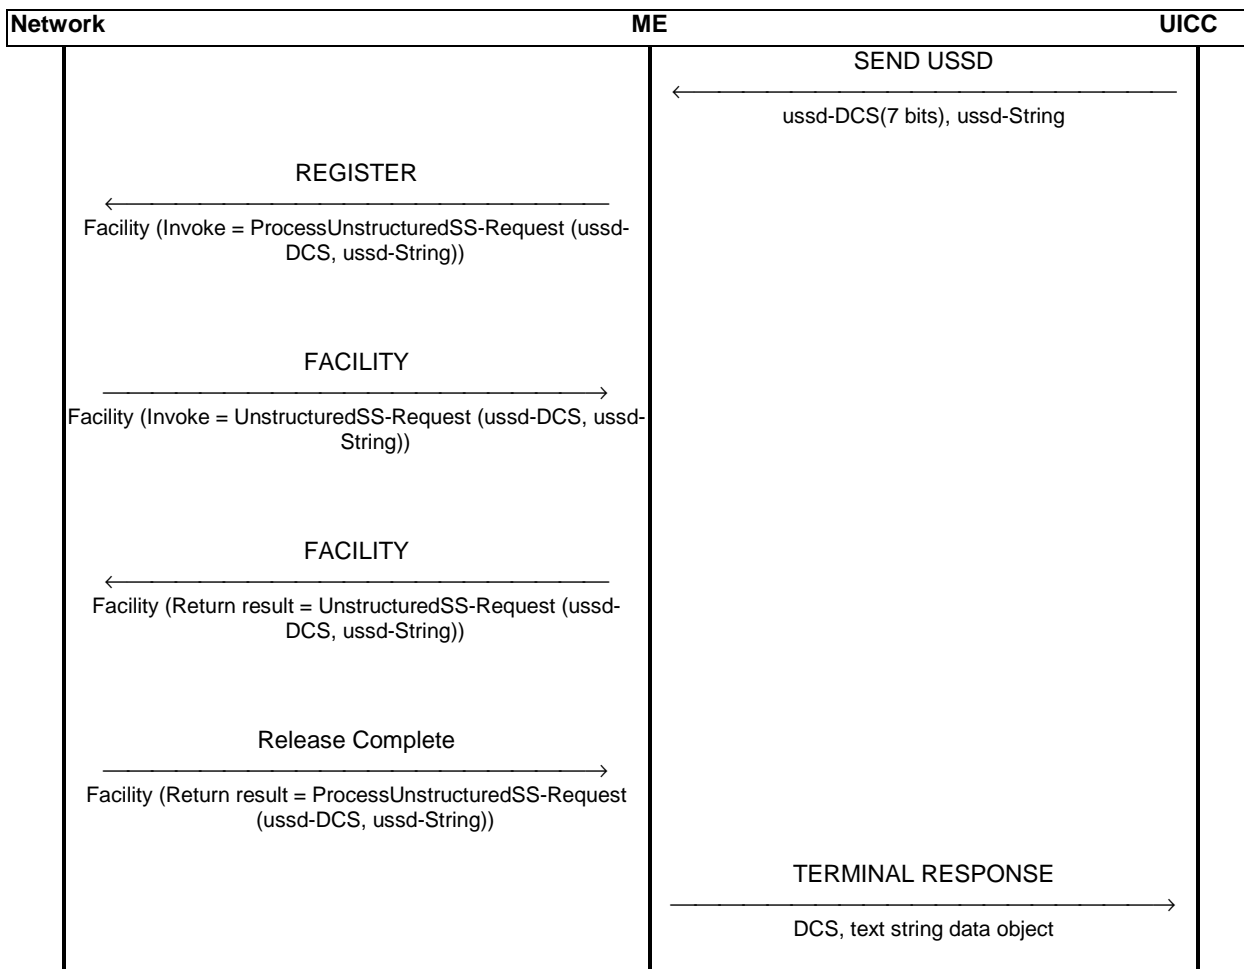 Network ME UICC
SEND USSD
ussd-DCS(7 bits), ussd-String
REGISTER
Facility (Invoke = ProcessUnstructuredSS-Request (ussd-
DCS, ussd-String))
FACILITY
Facility (Invoke = UnstructuredSS-Request (ussd-DCS, ussd-
String))
FACILITY
Facility (Return result = UnstructuredSS-Request (ussd-
DCS, ussd-String))
Release Complete
Facility (Return result = ProcessUnstructuredSS-Request
(ussd-DCS, ussd-String))
TERMINAL RESPONSE
DCS, text string data object